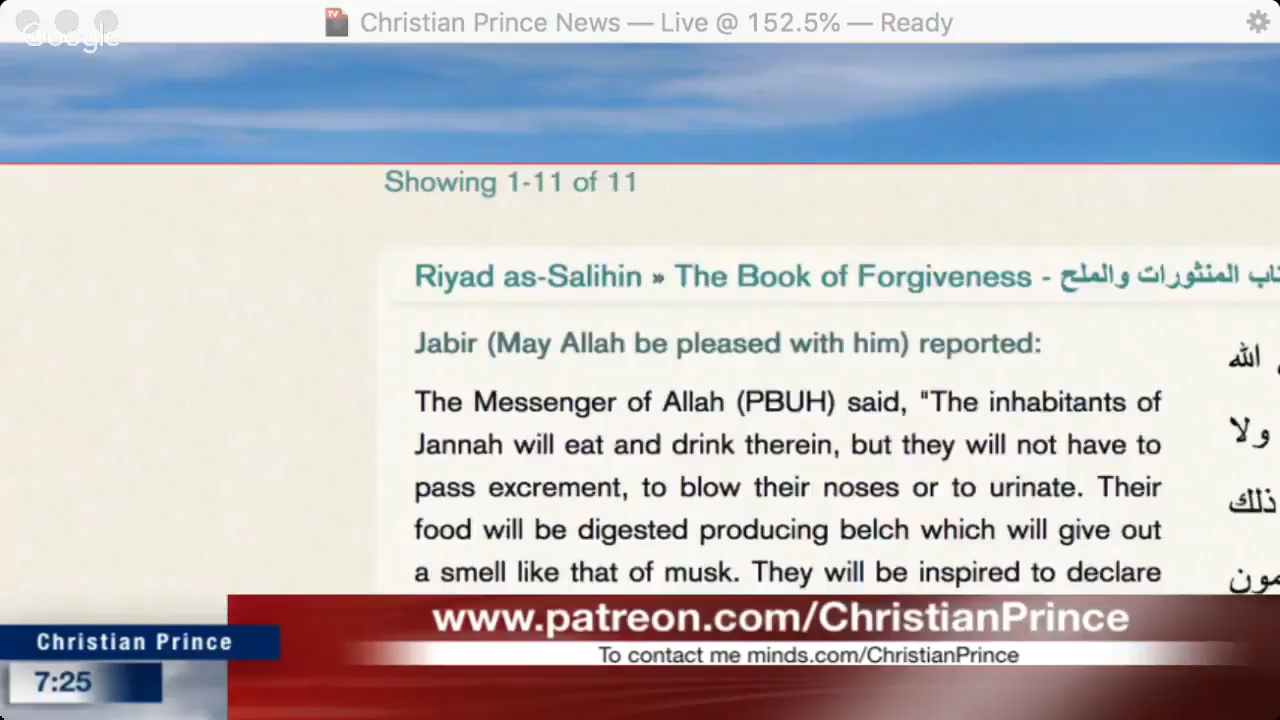 Christian Prince News — Live @ 152.5% — Ready
Google
Showing 1-11 of 11
Riyad as-Salihin » The Book of Forgiveness - المنثورات والملح
Jabir (May Allah be pleased with him) reported:
الله
The Messenger of Allah (PBUH) said, "The inhabitants of
Jannah will eat and drink therein, but they will not have to
ولا
pass excrement, to blow their noses or to urinate. Their
ذلك
food will be digested producing belch which will give out
a smell like that of musk. They will be inspired to declare
www.patreon.com/ChristianPrince
To contact me minds.com/ChristianPrince
Christian Prince
7:25